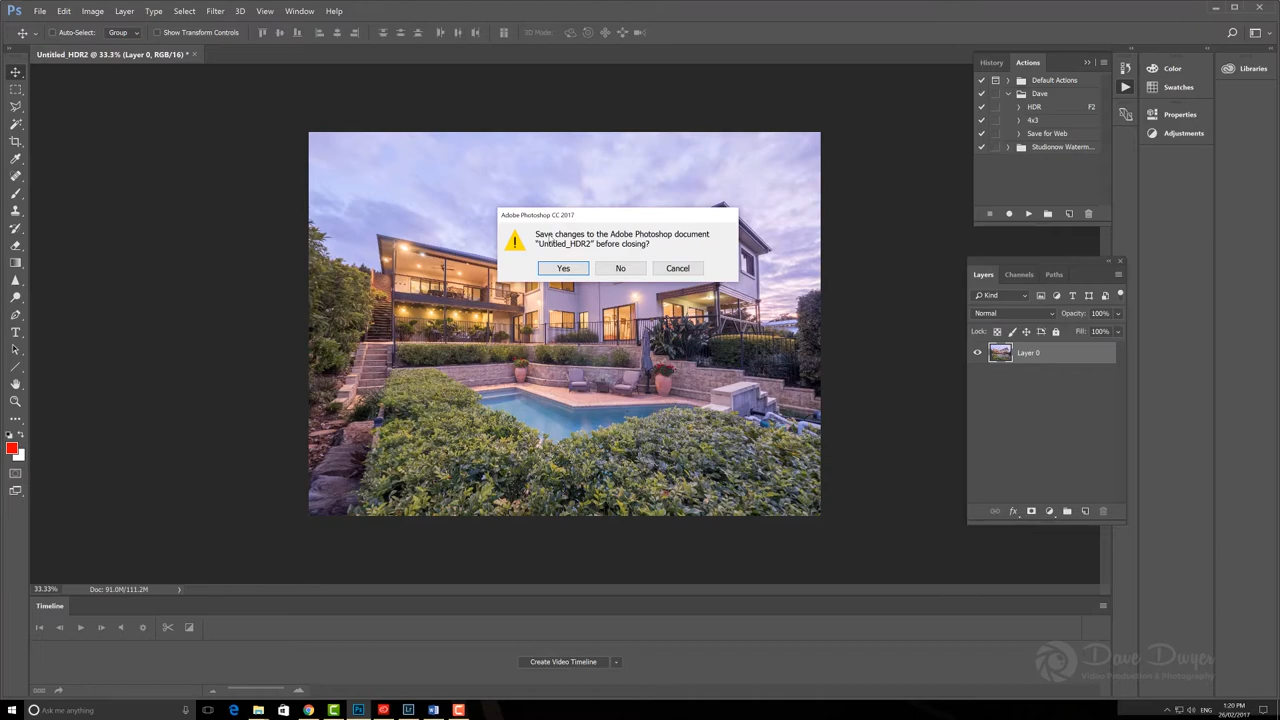 Ps File Edit Image Layer Type Select Filter 3D View Window Help
Auto-Select: Group Show Transform Controls 3D Mode:
Untitled_HDR2 @ 33.3% (Layer 0, RGB/16) * ×
History Actions
Default Actions
Dave
HDR F2
4x3
Save for Web
Studionow Waterm...
Color
Swatches
Properties
Adjustments
Libraries
Adobe Photoshop CC 2017
Save changes to the Adobe Photoshop document
"Untitled_HDR2" before closing?
Yes No Cancel
Layers Channels Paths
Kind
Normal Opacity: 100%
Lock: Fill: 100%
Layer 0
33.33% Doc: 91.0M/111.2M
Timeline
Create Video Timeline
Dave Dwyer
Video Production & Photography
Ask me anything
ENG
1:20 PM
26/02/2017